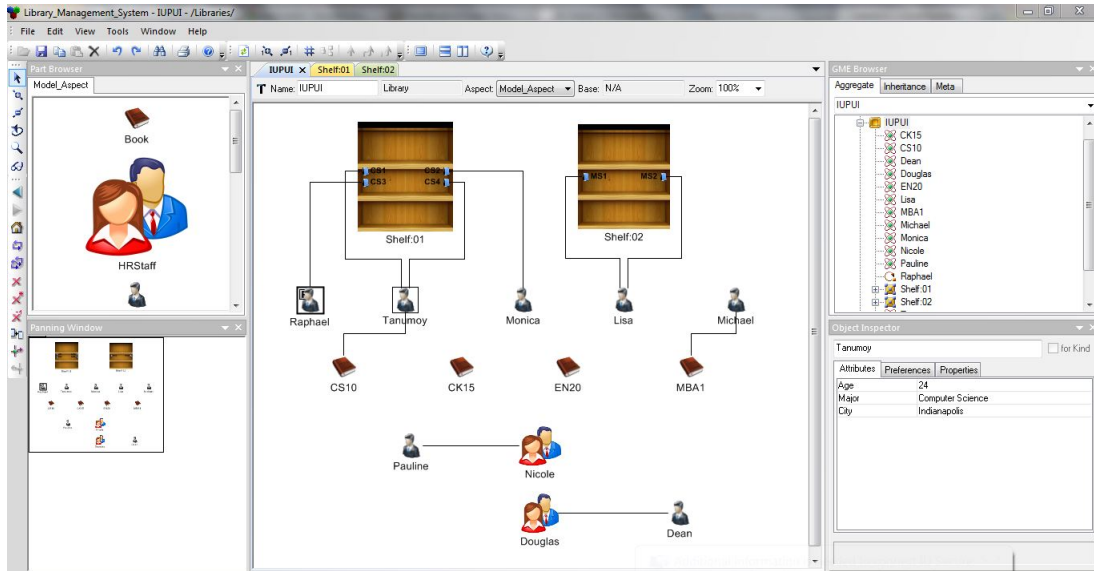 Library_Management_System - IUPUI - /Libraries/
File Edit View Tools Window Help
Part Browser
Model_Aspect
Book
HRStaff
Panning Window
IUPUI Shelf:01 Shelf:02
Name: IUPUI Library Aspect: Model_Aspect Base: N/A Zoom: 100%
CS1 CS2
CS3 CS4
MS1 MS2
Shelf:01 Shelf:02
Raphael Tanumoy Monica Lisa Michael
CS10 CK15 EN20 MBA1
Pauline
Nicole
Dean
Douglas
GME Browser
Aggregate Inheritance Meta
IUPUI
IUPUI
CK15
CS10
Dean
Douglas
EN20
Lisa
MBA1
Michael
Monica
Nicole
Pauline
Raphael
Shelf:01
Shelf:02
Object Inspector
Tanumoy for Kind
Attributes Preferences Properties
Age 24
Major Computer Science
City Indianapolis